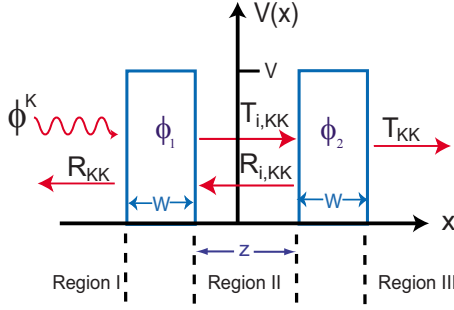 V(x)
V
ϕ^K
ϕ₁
T_{i,KK}
ϕ₂
T_{KK}
R_{KK}
R_{i,KK}
W
W
x
z
Region I
Region II
Region III